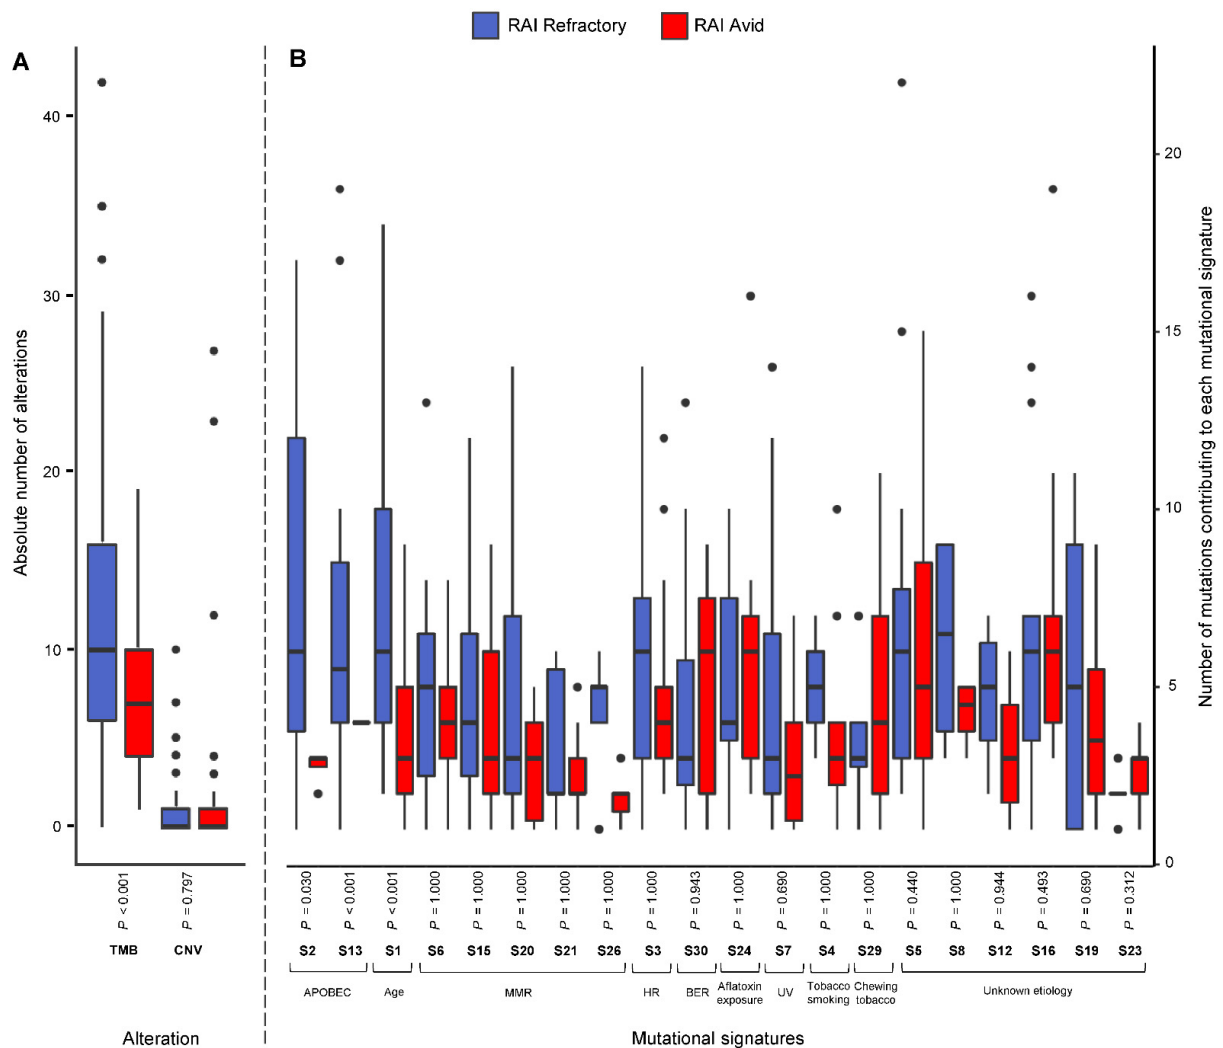 RAI Refractory RAI Avid
A
B
Absolute number of alterations
40
30
20
10
0
Number of mutations contributing to each mutational signature
20
15
10
5
0
P < 0.001
P = 0.797
P = 0.030
P < 0.001
P < 0.001
P = 1.000
P = 1.000
P = 1.000
P = 1.000
P = 1.000
P = 1.000
P = 0.943
P = 1.000
P = 0.690
P = 1.000
P = 1.000
P = 0.440
P = 1.000
P = 0.944
P = 0.493
P = 0.690
P = 0.312
TMB CNV S2 S13 S1 S6 S15 S20 S21 S26 S3 S30 S24 S7 S4 S29 S5 S8 S12 S16 S19 S23
APOBEC Age MMR HR BER Aflatoxin exposure UV Tobacco smoking Chewing tobacco Unknown etiology
Alteration Mutational signatures